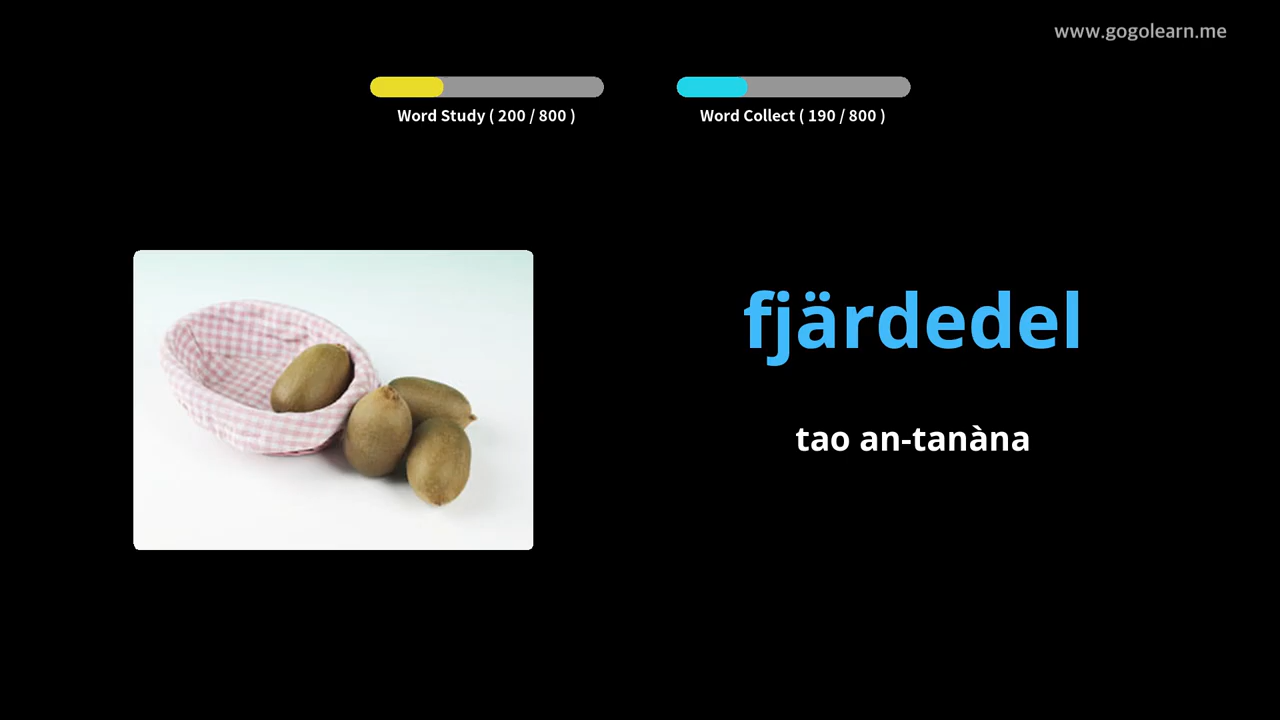 www.gogolearn.me
Word Study ( 200 / 800 )
Word Collect ( 190 / 800 )
fjärdedel
tao an-tanàna